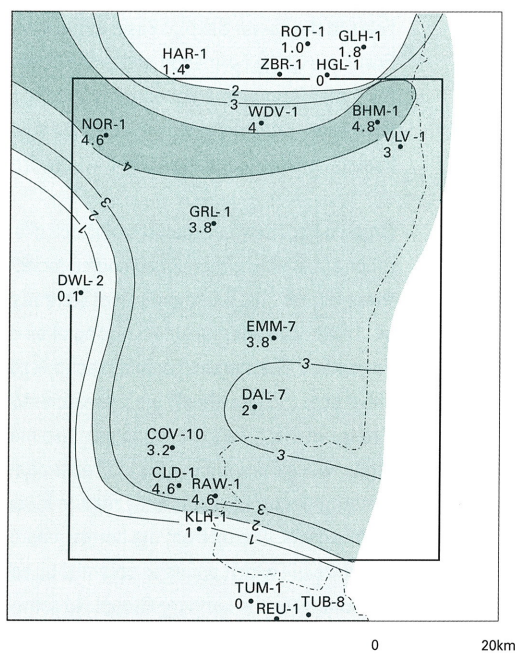 ROT-1
1.0
GLH-1
1.8
HAR-1
1.4
ZBR-1
HGL-1
0
2
3
WDV-1
4
BHM-1
4.8
NOR-1
4.6
VLV-1
3
4
3
2
1
GRL-1
3.8
DWL-2
0.1
EMM-7
3.8
3
DAL-7
2
COV-10
3.2
3
CLD-1
4.6
RAW-1
4.6
3
KLH-1
1
2
1
TUM-1
0
REU-1
TUB-8
0 20km